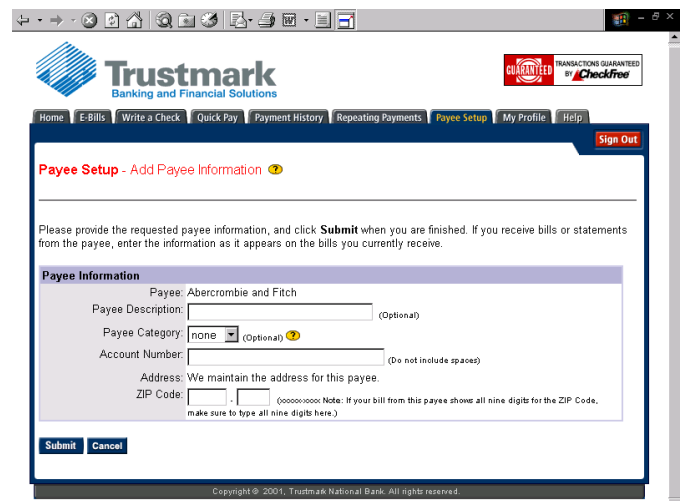 Trustmark
Banking and Financial Solutions
GUARANTEED
TRANSACTIONS GUARANTEED
BY CheckFree
Home E-Bills Write a Check Quick Pay Payment History Repeating Payments Payee Setup My Profile Help
Sign Out
Payee Setup - Add Payee Information ?
Please provide the requested payee information, and click Submit when you are finished. If you receive bills or statements
from the payee, enter the information as it appears on the bills you currently receive.
Payee Information
Payee: Abercrombie and Fitch
Payee Description: (Optional)
Payee Category: none (Optional) ?
Account Number: (Do not include spaces)
Address: We maintain the address for this payee.
ZIP Code: - (xxxxx-xxxx Note: If your bill from this payee shows all nine digits for the ZIP Code,
make sure to type all nine digits here.)
Submit Cancel
Copyright © 2001, Trustmark National Bank. All rights reserved.